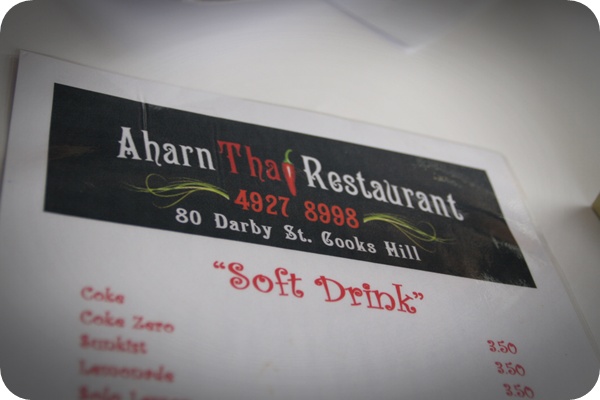 Aharn Thai Restaurant
4927 8998
80 Darby St. Cooks Hill
“Soft Drink”
Coke
Coke Zero
Sunkist 3.50
Lemonade 3.50
3.50